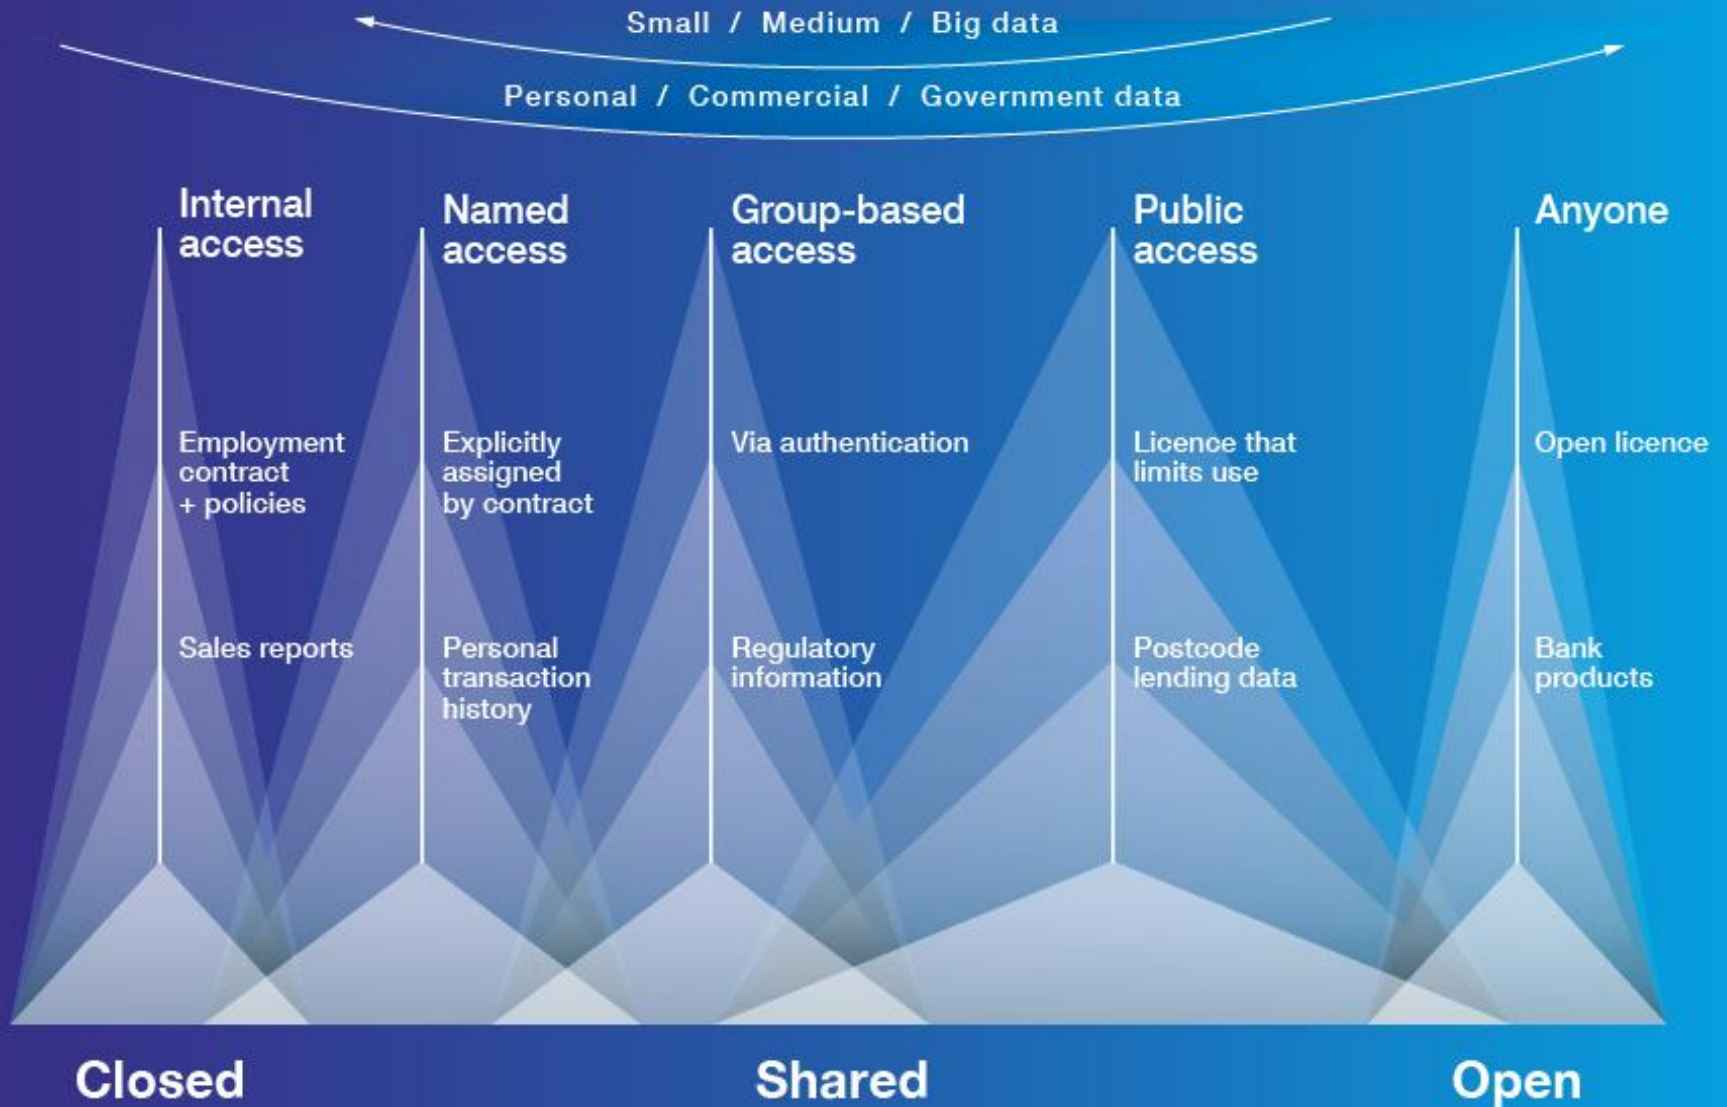 Small / Medium / Big data
Personal / Commercial / Government data
Internal
access
Named
access
Group-based
access
Public
access
Anyone
Employment
contract
+ policies
Explicitly
assigned
by contract
Via authentication
Licence that
limits use
Open licence
Sales reports
Personal
transaction
history
Regulatory
information
Postcode
lending data
Bank
products
Closed
Shared
Open